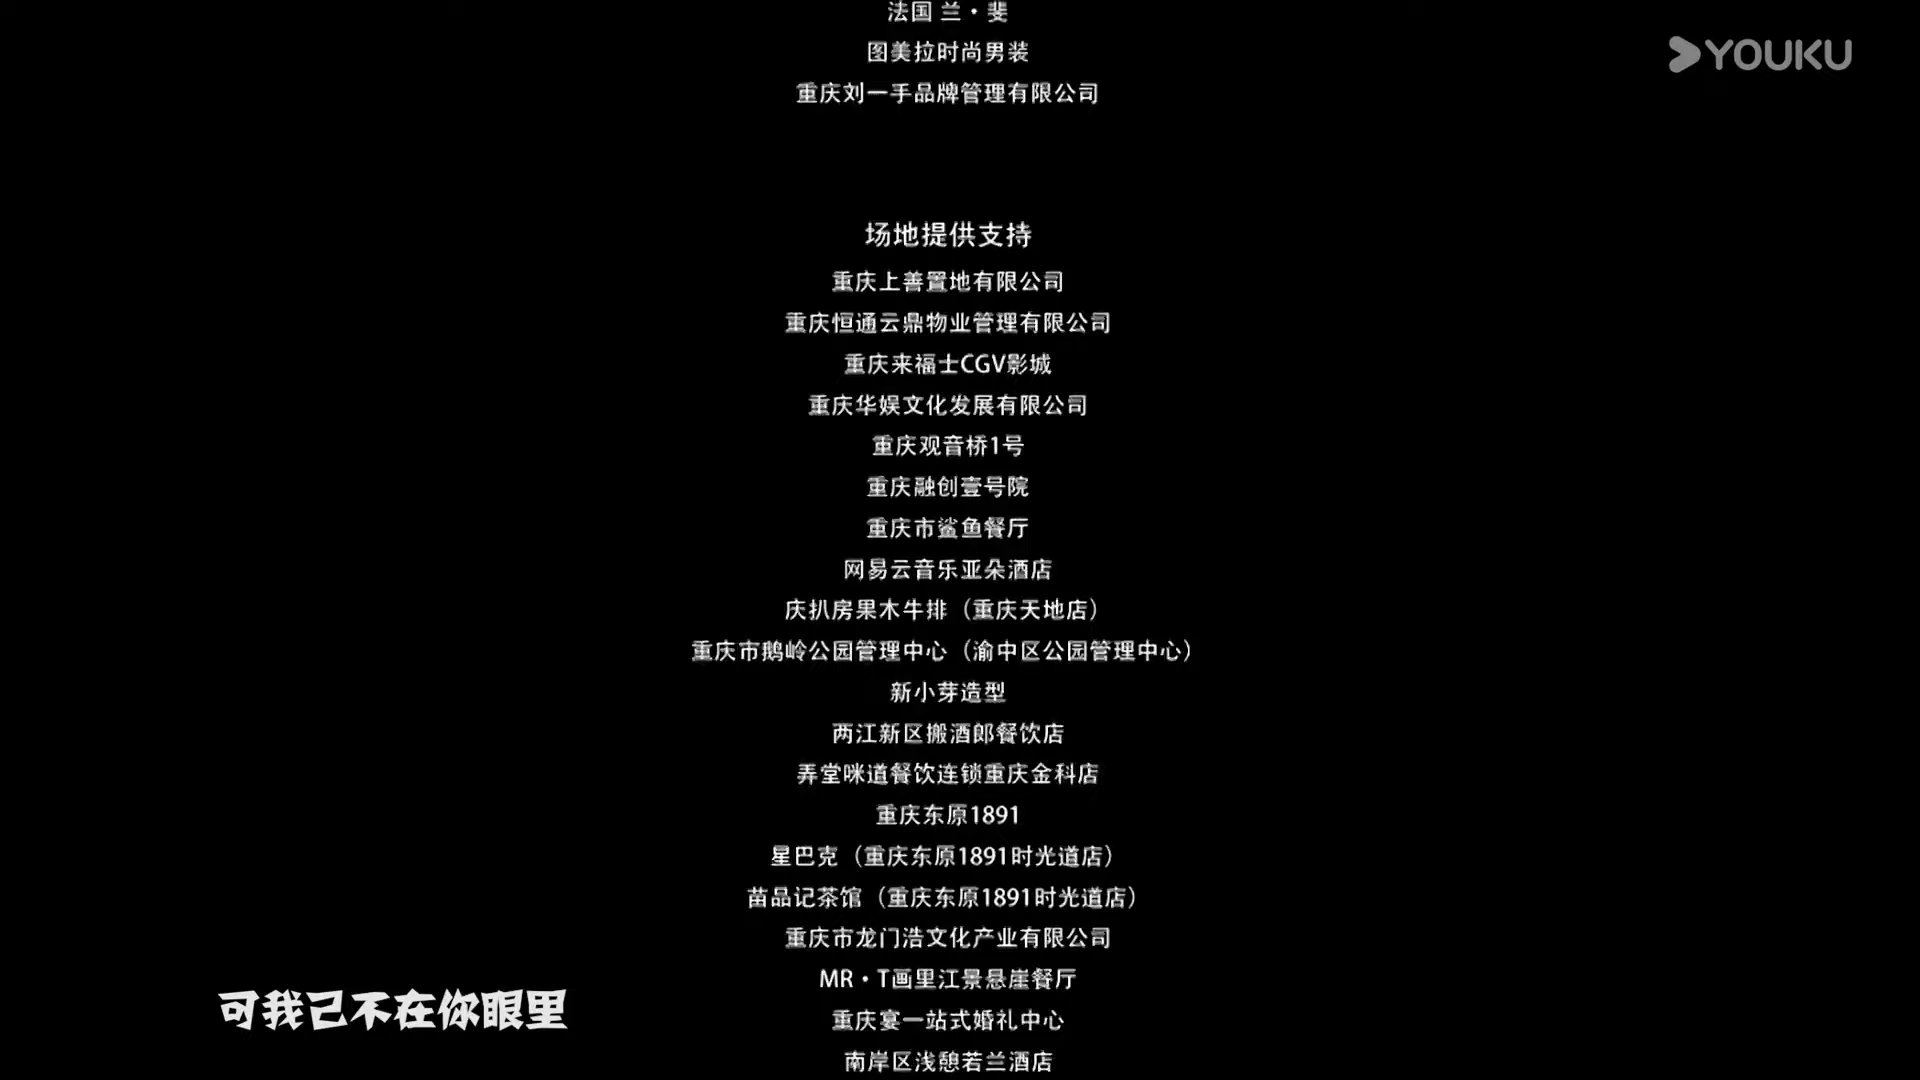 法国 兰·斐
YOUKU
图美拉时尚男装
重庆刘一手品牌管理有限公司
场地提供支持
重庆上善置地有限公司
重庆恒通云鼎物业管理有限公司
重庆来福士CGV影城
重庆华娱文化发展有限公司
重庆观音桥1号
重庆融创壹号院
重庆市鲨鱼餐厅
网易云音乐亚朵酒店
庆扒房果木牛排（重庆天地店）
重庆市鹅岭公园管理中心（渝中区公园管理中心）
新小芽造型
两江新区搬酒郎餐饮店
弄堂咪道餐饮连锁重庆金科店
重庆东原1891
星巴克（重庆东原1891时光道店）
苗品记茶馆（重庆东原1891时光道店）
重庆市龙门浩文化产业有限公司
MR·T画里江景悬崖餐厅
可我已不在你眼里
重庆宴一站式婚礼中心
南岸区浅憩若兰酒店